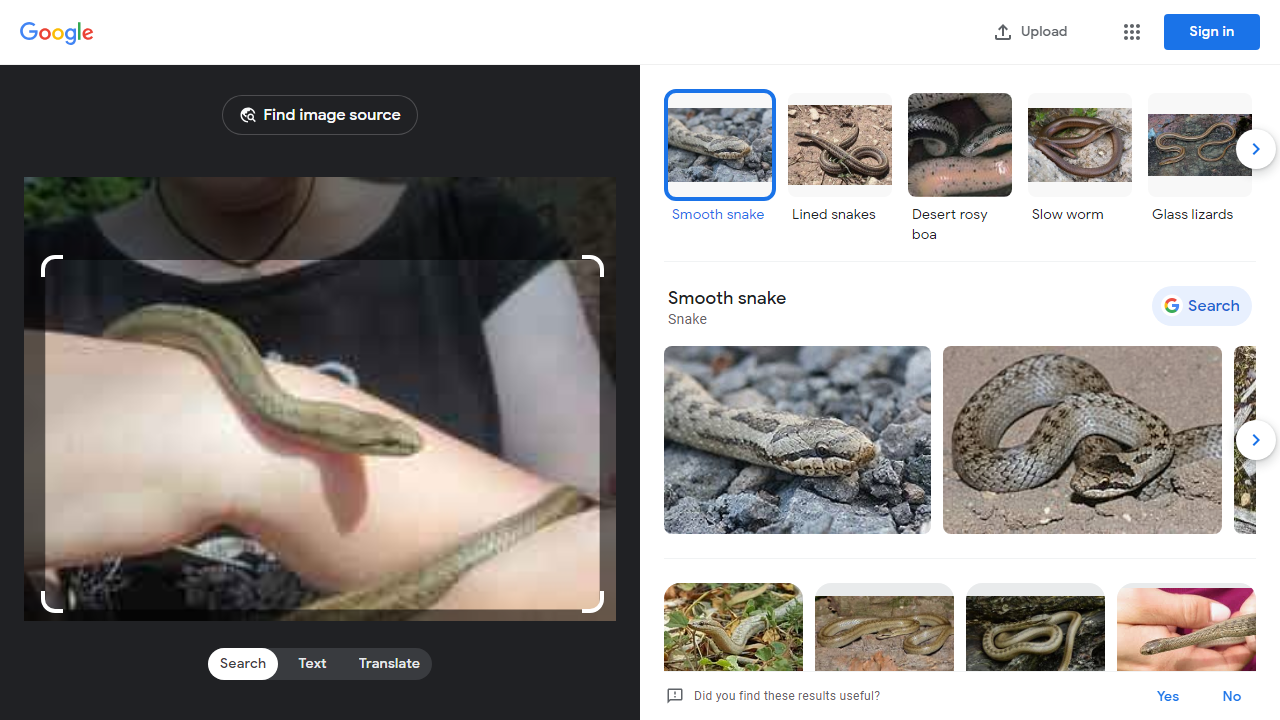 Google
Upload
Sign in
Find image source
Smooth snake
Lined snakes
Desert rosy
boa
Slow worm
Glass lizards
Smooth snake
Snake
Search
Search
Text
Translate
Did you find these results useful?
Yes
No